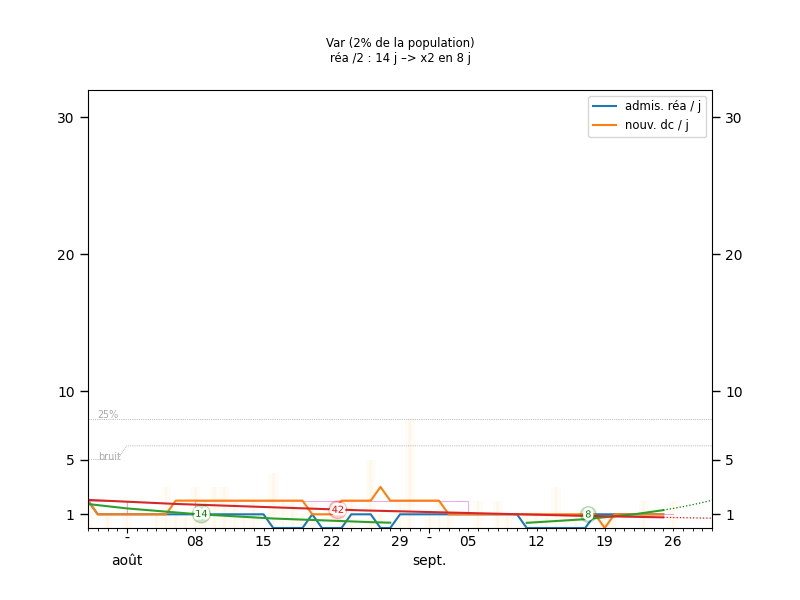 Var (2% de la population)
réa /2 : 14 j –> x2 en 8 j
admis. réa / j
nouv. dc / j
30 30
20 20
10 10
25%
bruit
5 5
1 1
14 42 8
- 08 15 22 29 - 05 12 19 26
août sept.